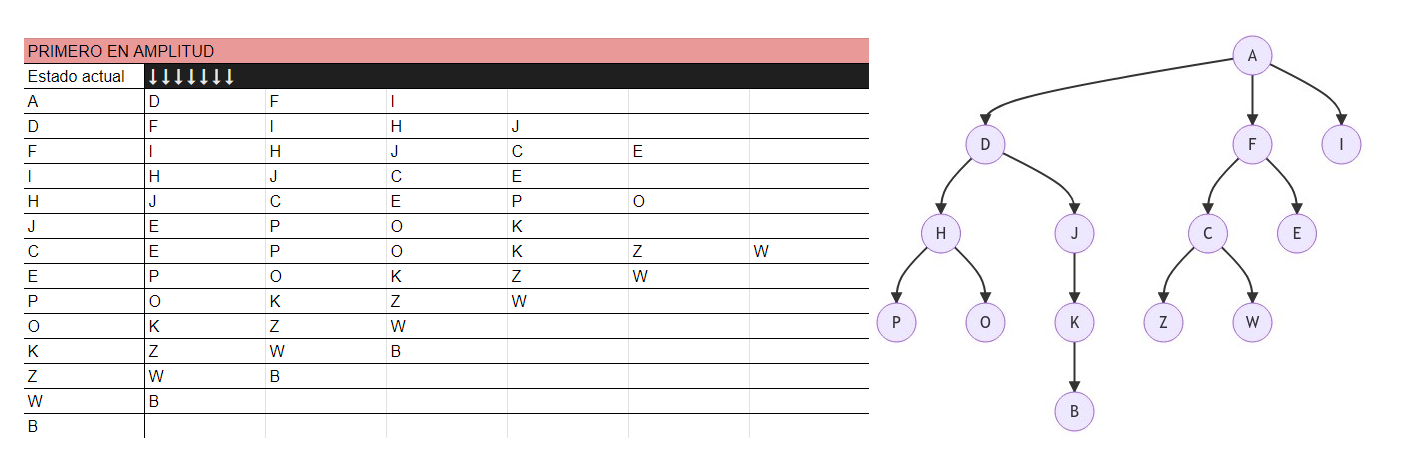 PRIMERO EN AMPLITUD
Estado actual ↓↓↓↓↓↓↓
A D F I
D F I H J
F I H J C E
I H J C E
H J C E P O
J E P O K
C E P O K Z W
E P O K Z W
P O K Z W
O K Z W
K Z W B
Z W B
W B
B
A
D F I
H J C E
P O K Z W
B